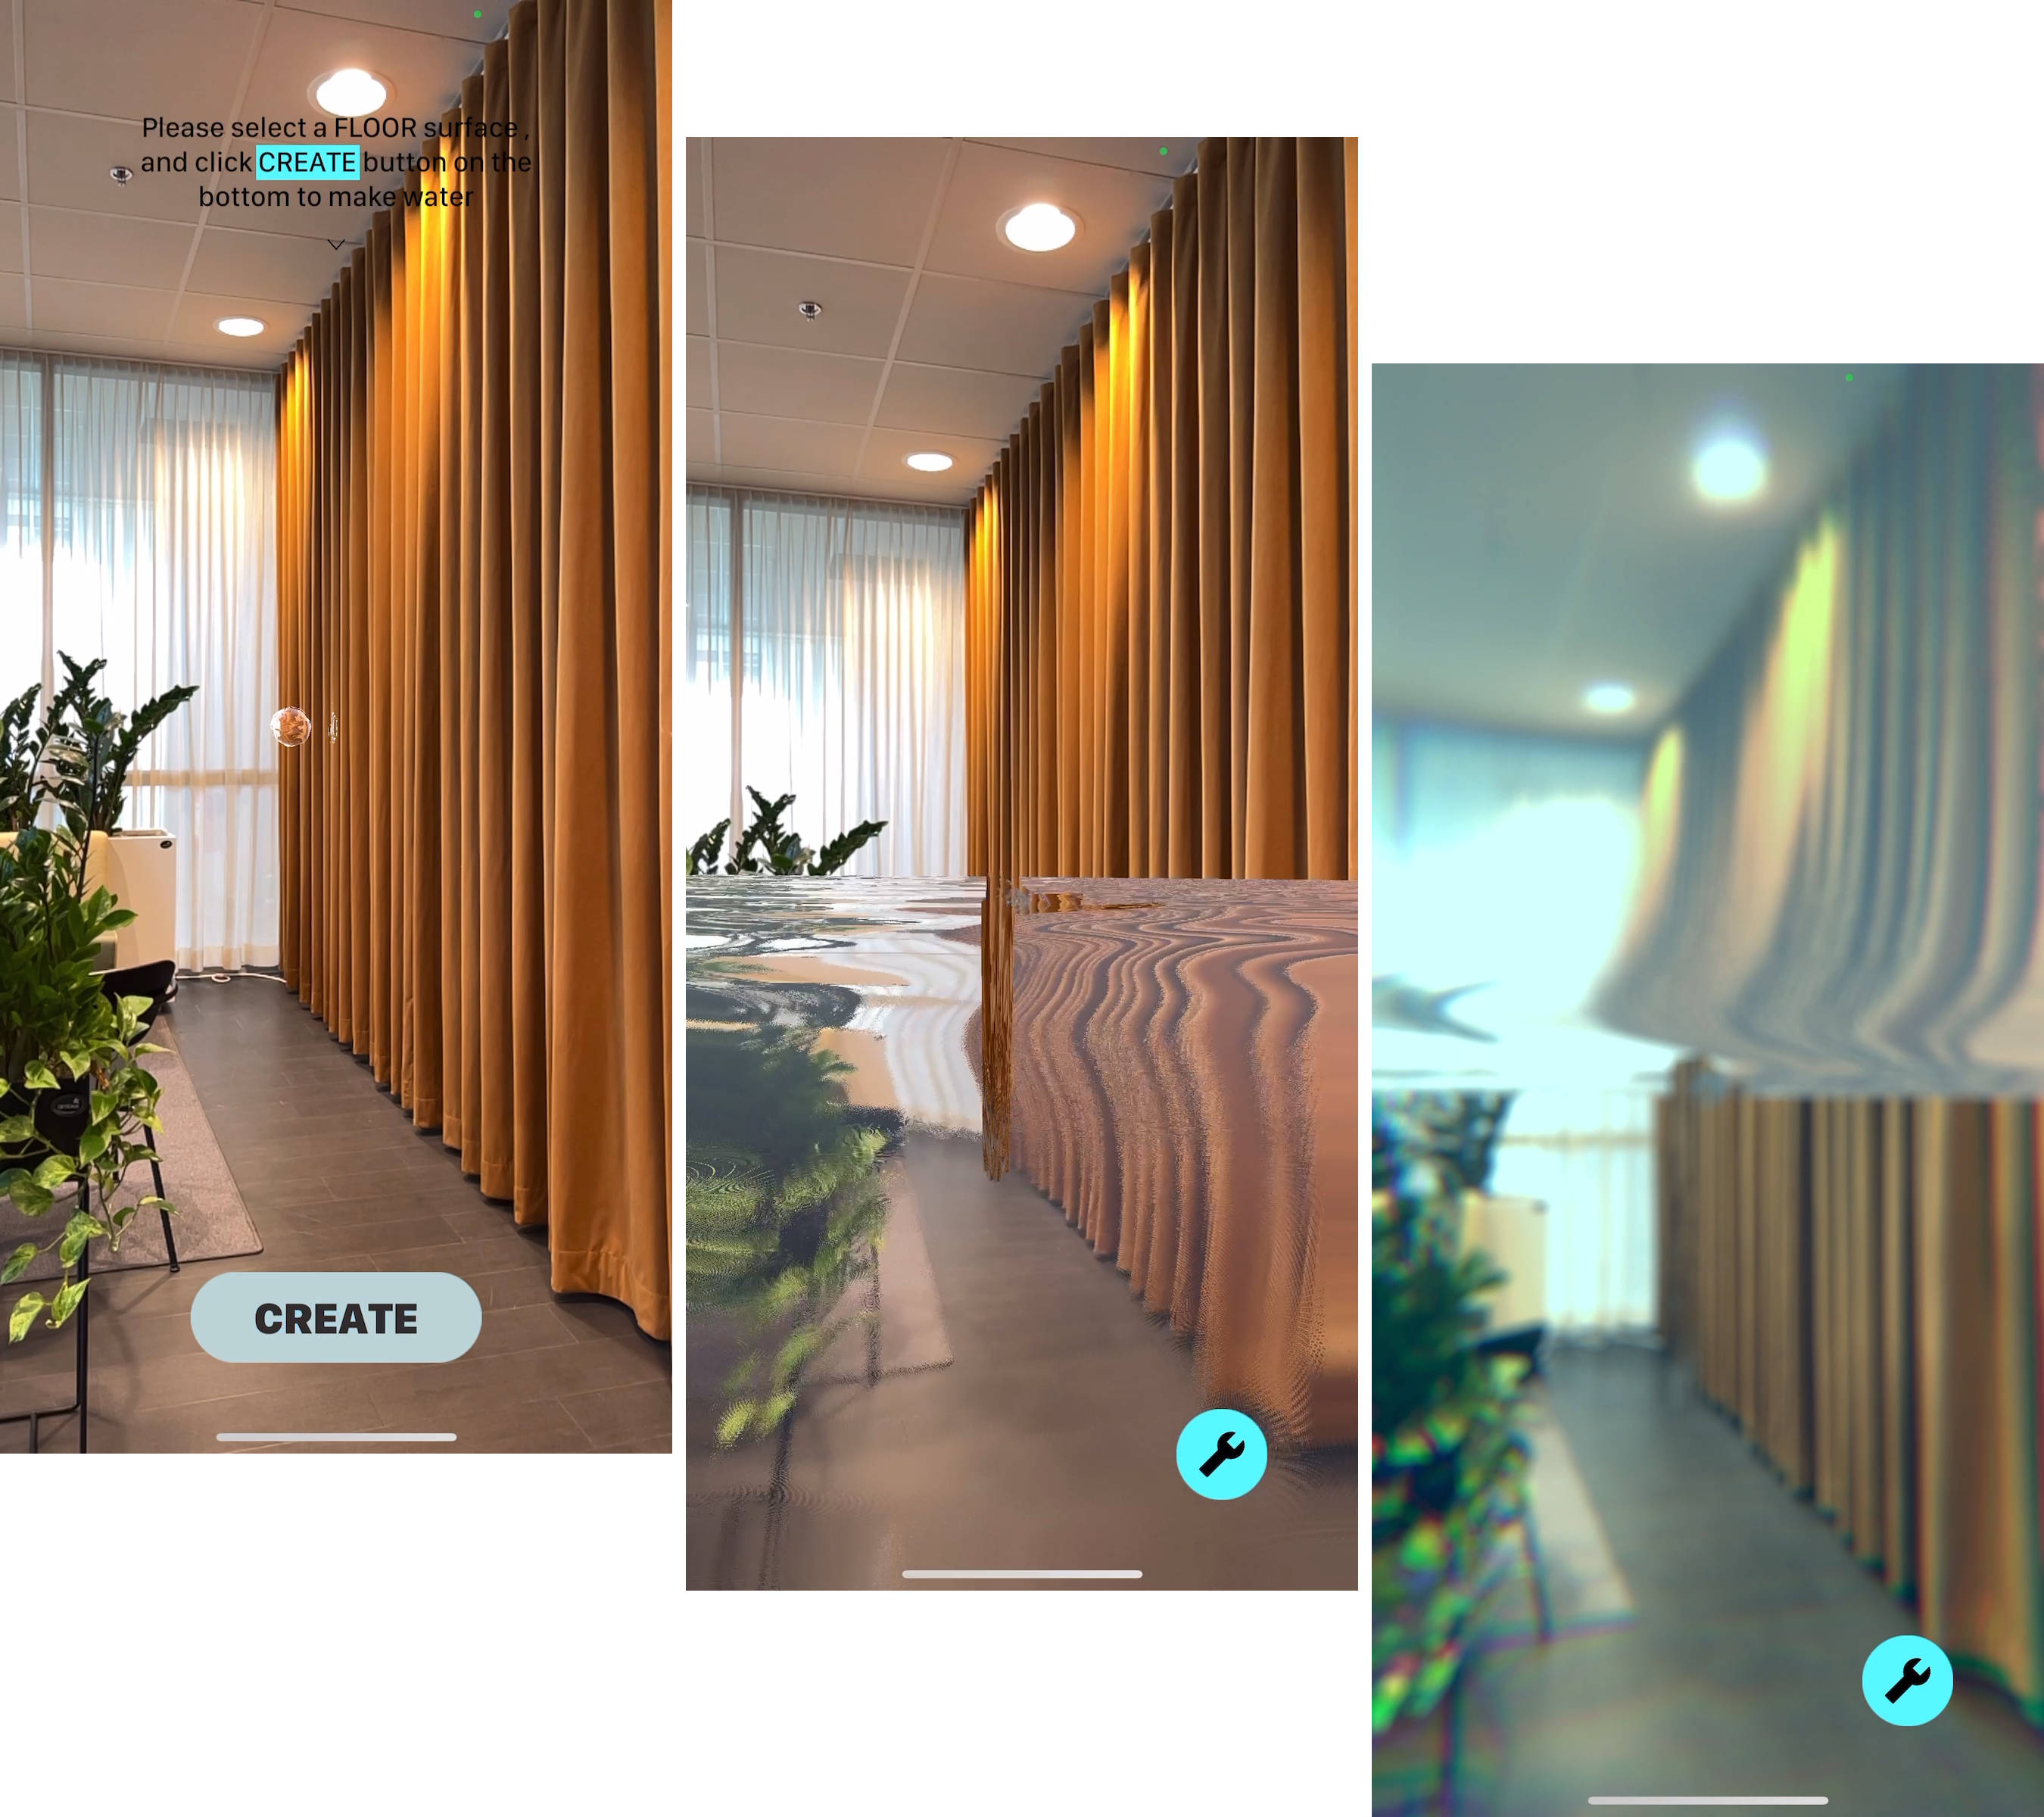 Please select a FLOOR surface ,
and click CREATE button on the
bottom to make water
CREATE